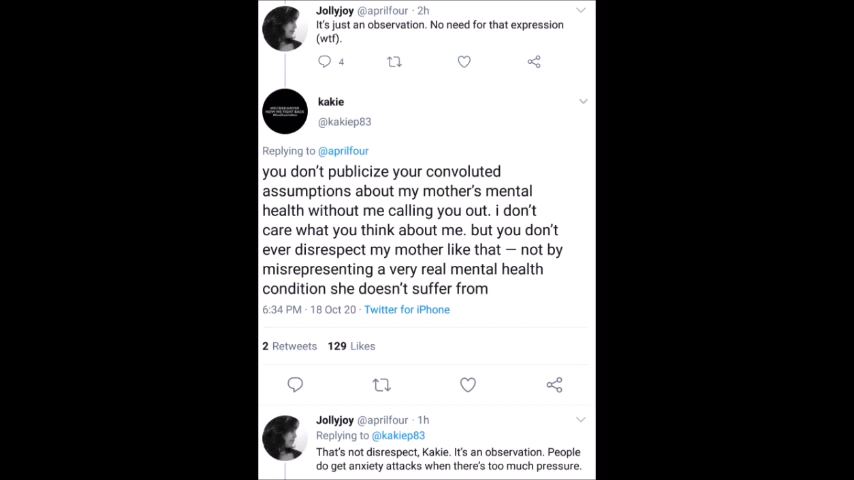 Jollyjoy @aprilfour · 2h
It's just an observation. No need for that expression
(wtf).
4
kakie
@kakiep83
Replying to @aprilfour
you don't publicize your convoluted
assumptions about my mother's mental
health without me calling you out. i don't
care what you think about me. but you don't
ever disrespect my mother like that — not by
misrepresenting a very real mental health
condition she doesn't suffer from
6:34 PM · 18 Oct 20 · Twitter for iPhone
2 Retweets 129 Likes
Jollyjoy @aprilfour · 1h
Replying to @kakiep83
That's not disrespect, Kakie. It's an observation. People
do get anxiety attacks when there's too much pressure.